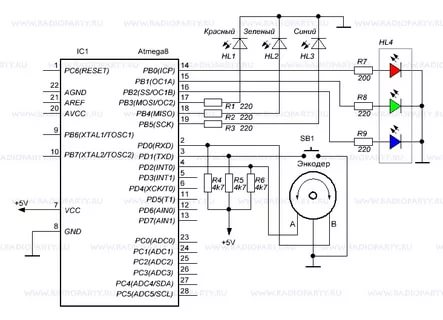 WWW.RADIOPARTY.RU WWW.RADIOPARTY.RU WWW.RADIOPARTY.RU
IC1 Atmega8
Красный Зеленый Синий
HL1 HL2 HL3
HL4
1 PC6(RESET)
22 AGND
21 AREF
20 AVCC
9 PB6(XTAL1/TOSC1)
10 PB7(XTAL2/TOSC2)
+5V 7 VCC
8 GND
PB0(ICP) 14
PB1(OC1A) 15
PB2(SS/OC1B) 16
PB3(MOSI/OC2) 17
PB4(MISO) 18
PB5(SCK) 19
PD0(RXD) 2
PD1(TXD) 3
PD2(INT0) 4
PD3(INT1) 5
PD4(XCK/T0) 6
PD5(T1) 11
PD6(AIN0) 12
PD7(AIN1) 13
PC0(ADC0) 23
PC1(ADC1) 24
PC2(ADC2) 25
PC3(ADC3) 26
PC4(ADC4/SDA) 27
PC5(ADC5/SCL) 28
R1 220
R2 220
R3 220
R4 4k7
R5 4k7
R6 4k7
+5V
R7 200
R8 220
R9 220
SB1
Энкодер
A B